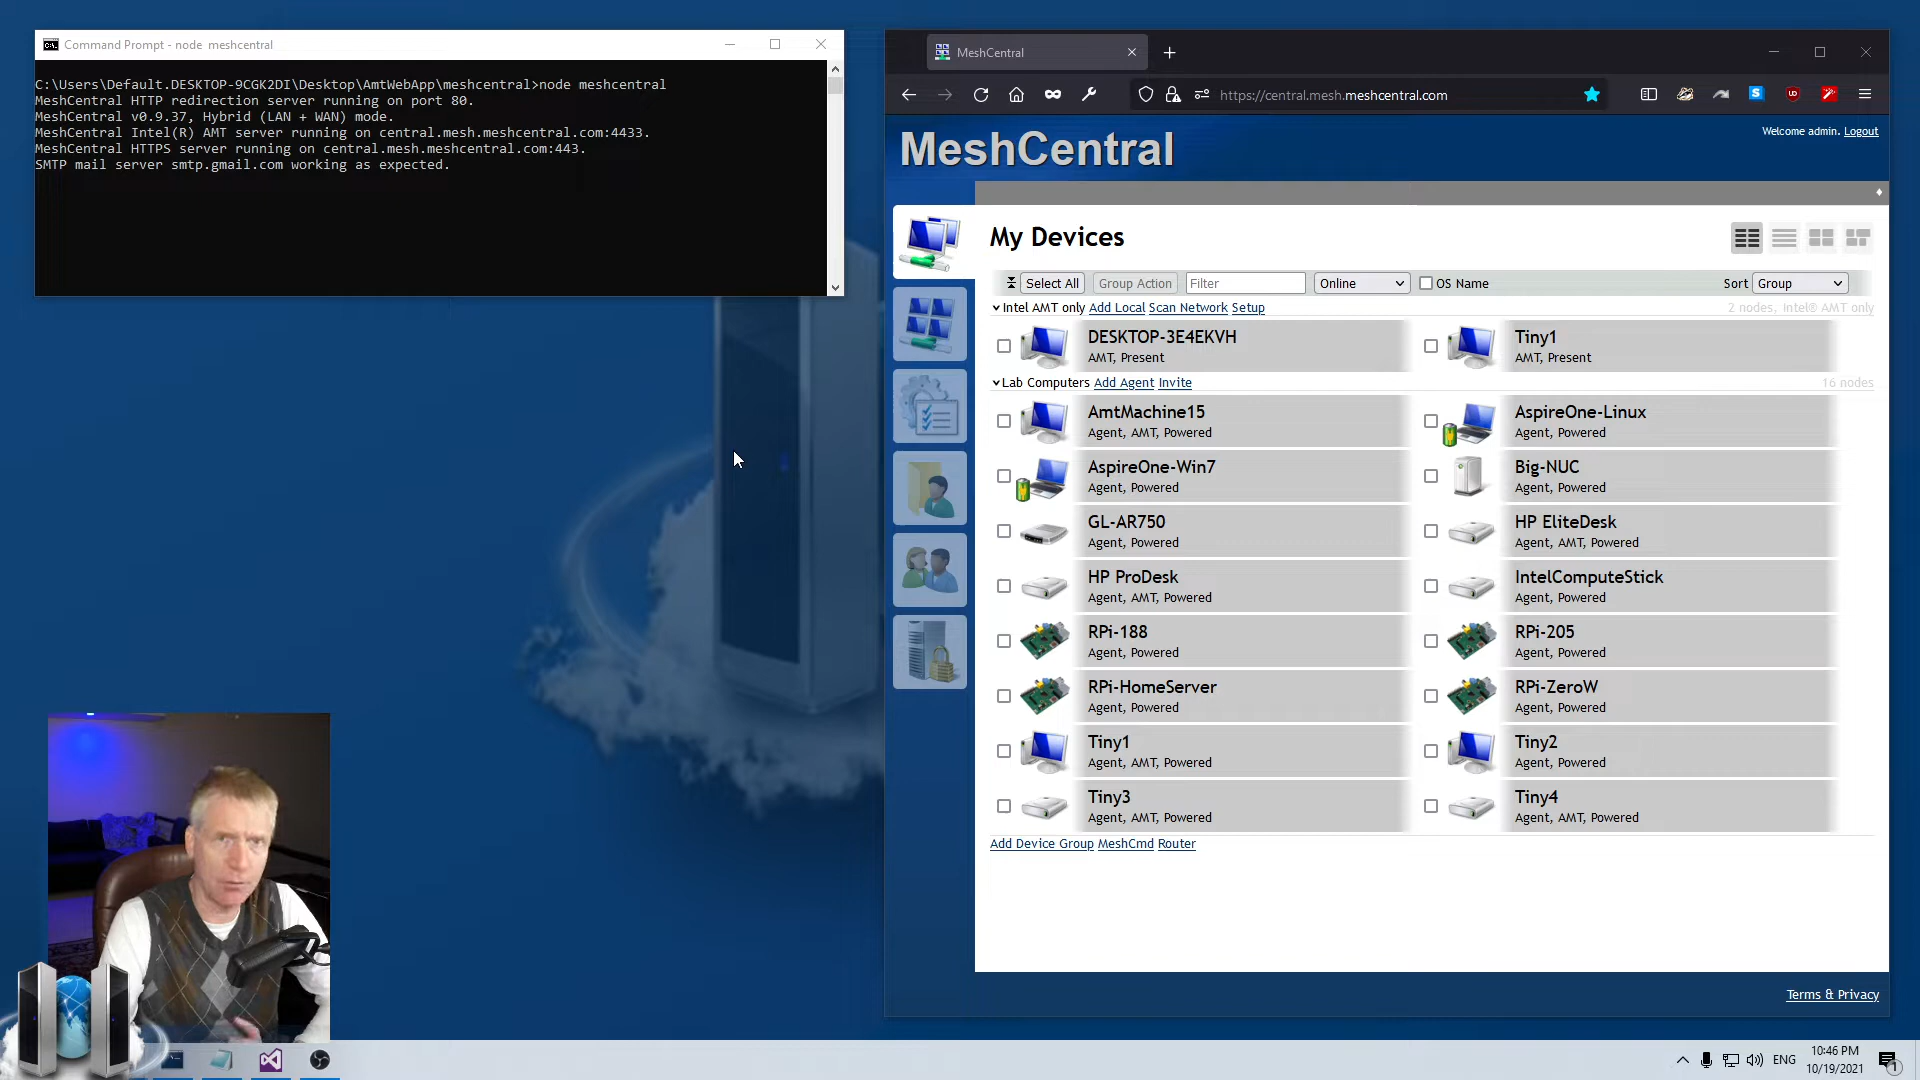 Command Prompt - node  meshcentral
C:\Users\Default.DESKTOP-9CGK2DI\Desktop\AmtWebApp\meshcentral>node meshcentral
MeshCentral HTTP redirection server running on port 80.
MeshCentral v0.9.37, Hybrid (LAN + WAN) mode.
MeshCentral Intel(R) AMT server running on central.mesh.meshcentral.com:4433.
MeshCentral HTTPS server running on central.mesh.meshcentral.com:443.
SMTP mail server smtp.gmail.com working as expected.
MeshCentral
https://central.mesh.meshcentral.com
Welcome admin. Logout
MeshCentral
My Devices
Select All Group Action Filter Online OS Name Sort Group
Intel AMT only Add Local Scan Network Setup 2 nodes, Intel® AMT only
DESKTOP-3E4EKVH
AMT, Present
Tiny1
AMT, Present
Lab Computers Add Agent Invite 16 nodes
AmtMachine15
Agent, AMT, Powered
AspireOne-Linux
Agent, Powered
AspireOne-Win7
Agent, Powered
Big-NUC
Agent, Powered
GL-AR750
Agent, Powered
HP EliteDesk
Agent, AMT, Powered
HP ProDesk
Agent, AMT, Powered
IntelComputeStick
Agent, Powered
RPi-188
Agent, Powered
RPi-205
Agent, Powered
RPi-HomeServer
Agent, Powered
RPi-ZeroW
Agent, Powered
Tiny1
Agent, AMT, Powered
Tiny2
Agent, Powered
Tiny3
Agent, AMT, Powered
Tiny4
Agent, AMT, Powered
Add Device Group MeshCmd Router
Terms & Privacy
ENG
10:46 PM
10/19/2021
1